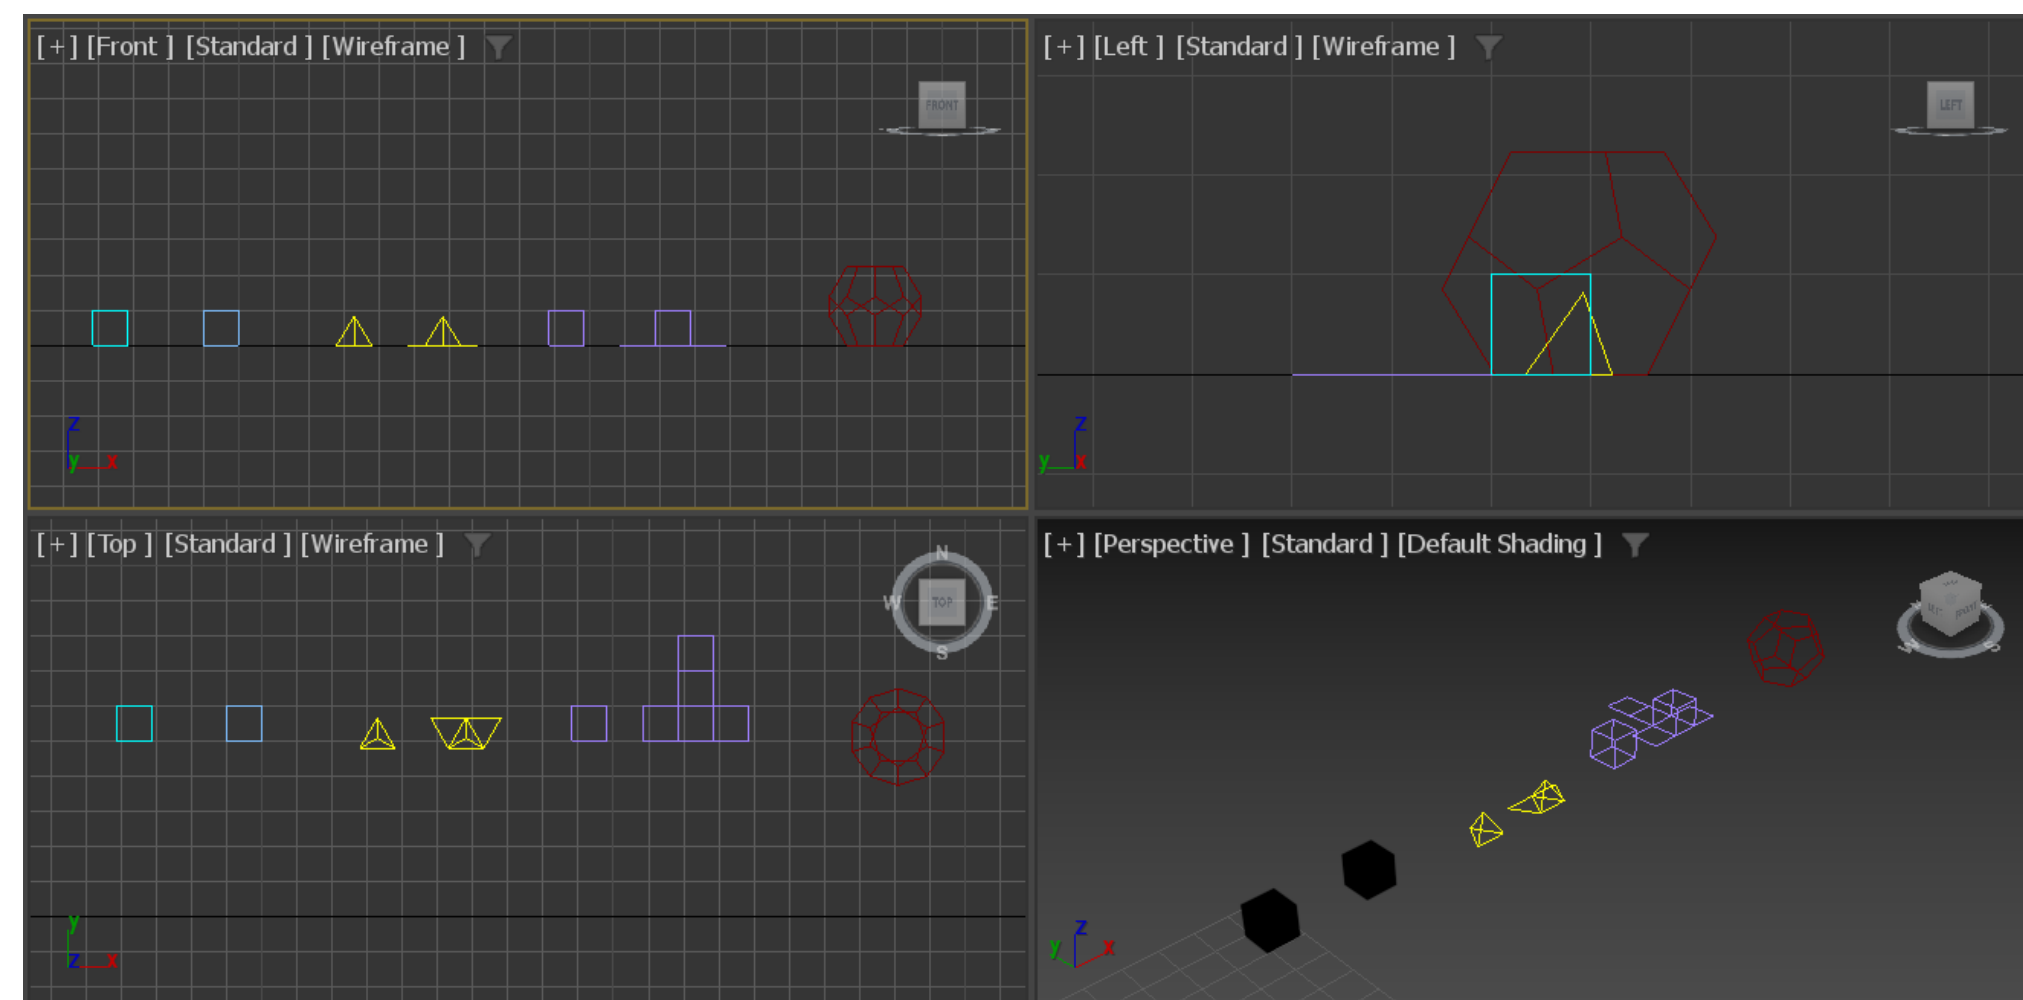 [+] [Front ] [Standard ] [Wireframe ]
FRONT
z
y x
[+] [Left ] [Standard ] [Wireframe ]
LEFT
z
y x
[+] [Top ] [Standard ] [Wireframe ]
N
W TOP E
S
y
z x
[+] [Perspective ] [Standard ] [Default Shading ]
z
y x